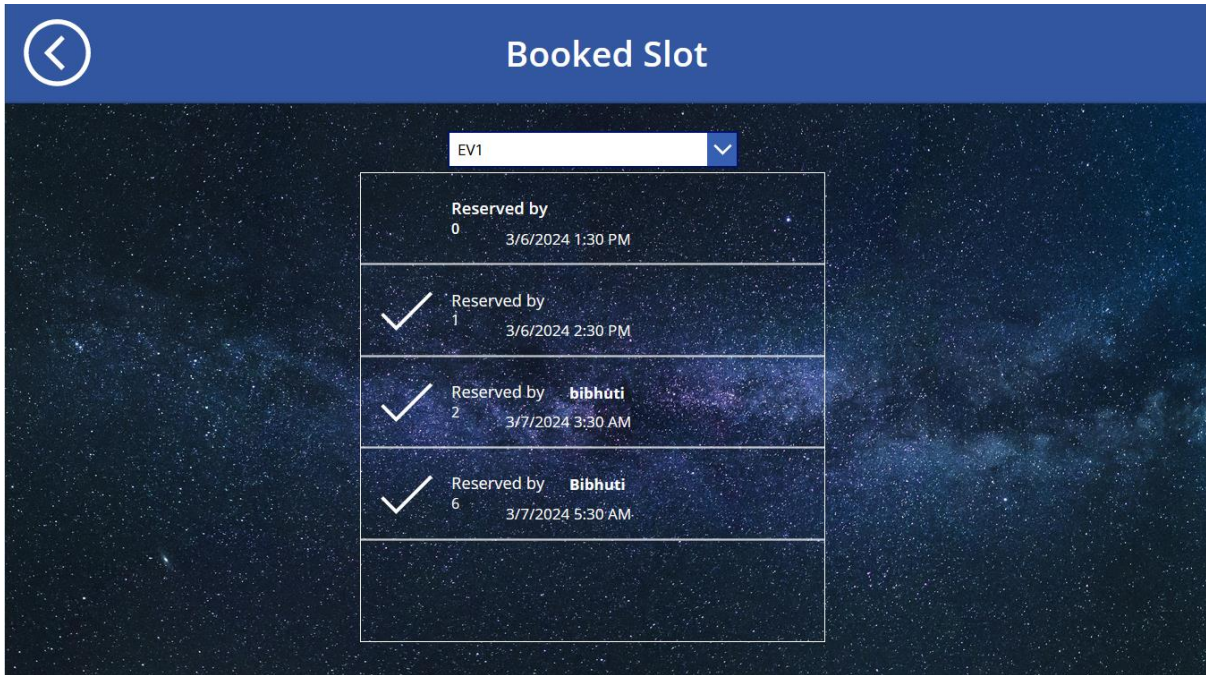 Booked Slot
EV1
Reserved by
0
3/6/2024 1:30 PM
Reserved by
1
3/6/2024 2:30 PM
Reserved by bibhuti
2
3/7/2024 3:30 AM
Reserved by Bibhuti
6
3/7/2024 5:30 AM